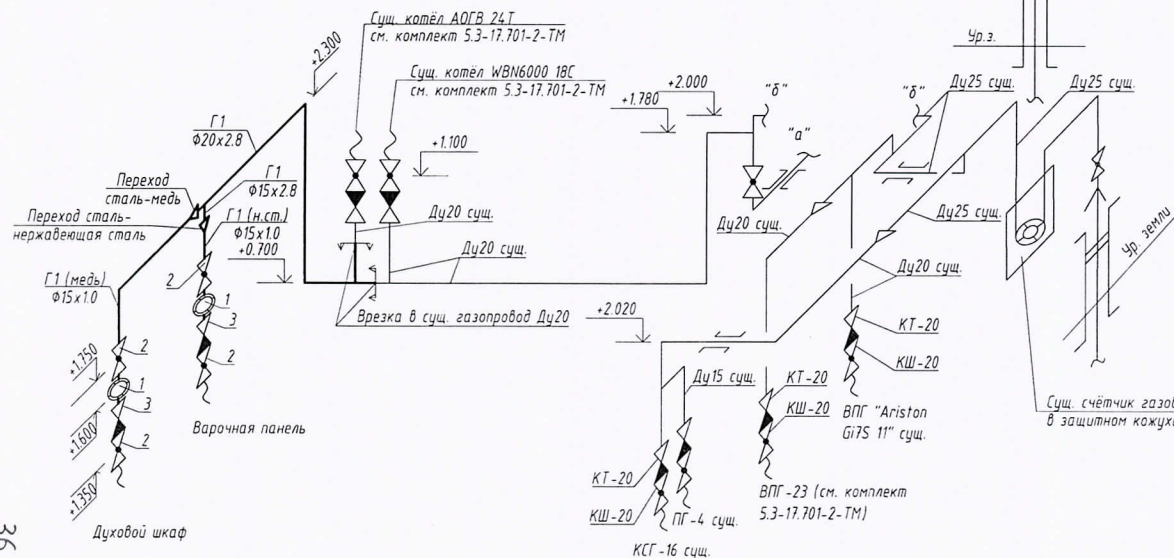 Сущ. котёл АОГВ 24Т
см. комплект 5.3-17.701-2-ТМ
Сущ. котёл WBN6000 18С
см. комплект 5.3-17.701-2-ТМ
+2.300
+1.100
Г1
Ф20х2.8
Г1
Ф15х2.8
Переход
сталь-медь
Переход сталь-
нержавеющая сталь
Г1 (н.ст.)
Ф15х1.0
+0.700
Г1 (медь)
Ф15х1.0
2
1
3
2
2
1
3
2
+1.750
+1.600
+1.350
Варочная панель
Духовой шкаф
36
Ду20 сущ.
Ду20 сущ.
Врезка в сущ. газопровод Ду20
+2.000
+1.780
"б"
"а"
"б"
Ур.з.
Ду25 сущ.
Ду25 сущ.
Ду20 сущ.
Ду25 сущ.
Ду20 сущ.
+2.020
Ду15 сущ.
КТ-20
КШ-20
КТ-20
КШ-20
КТ-20
КШ-20
ВПГ "Ariston
Gi7S 11" сущ.
ВПГ-23 (см. комплект
5.3-17.701-2-ТМ)
ПГ-4 сущ.
КСГ-16 сущ.
Ур. земли
Сущ. счётчик газов
в защитном кожух